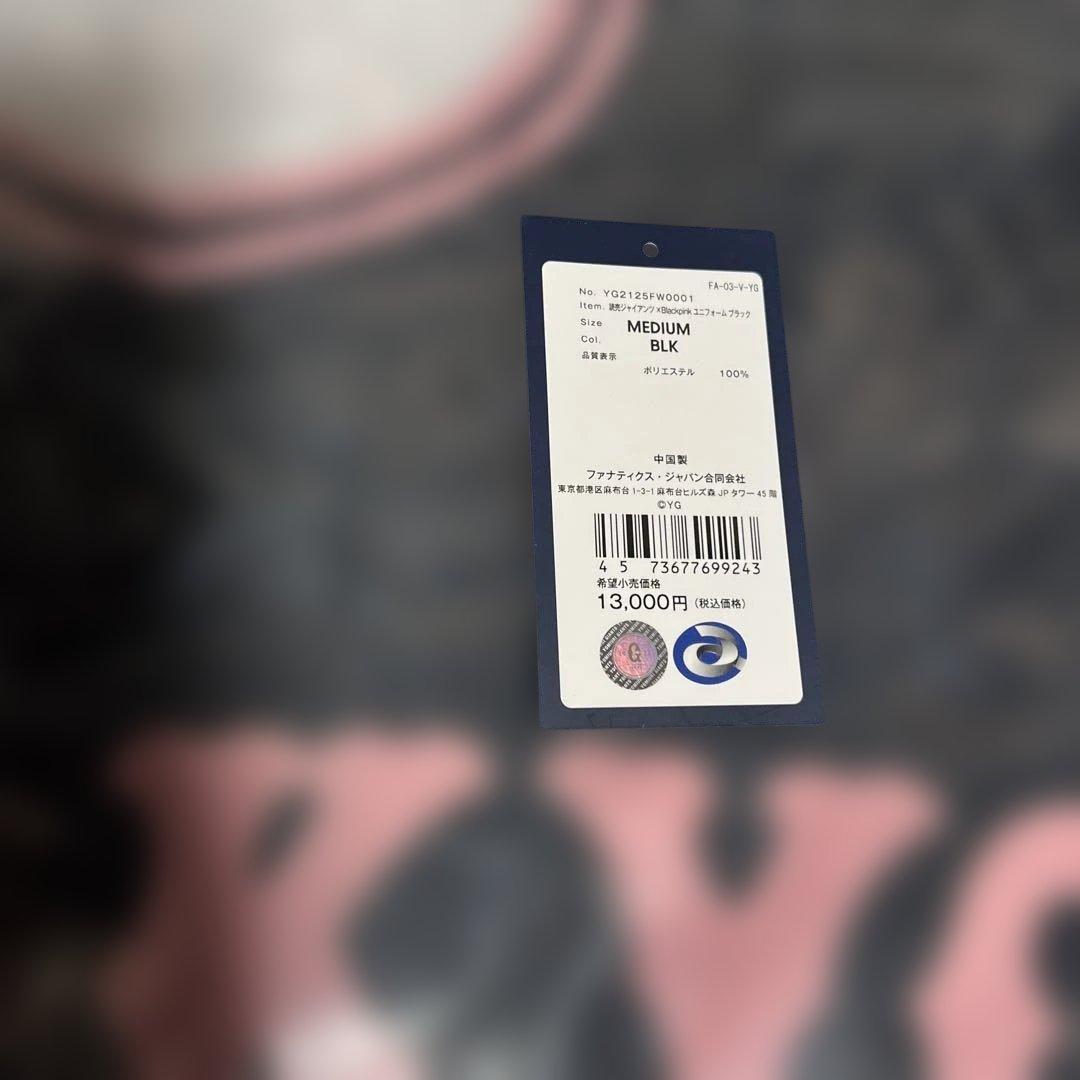 FA-03-V-YG
No. YG2125FW0001
Item. 読売ジャイアンツ×Blackpink ユニフォーム ブラック
Size MEDIUM
Col. BLK
品質表示
ポリエステル 100%
中国製
ファナティクス・ジャパン合同会社
東京都港区麻布台 1-3-1 麻布台ヒルズ森 JP タワー 45 階
©YG
4 5 73677699243
希望小売価格
13,000円(税込価格)
G